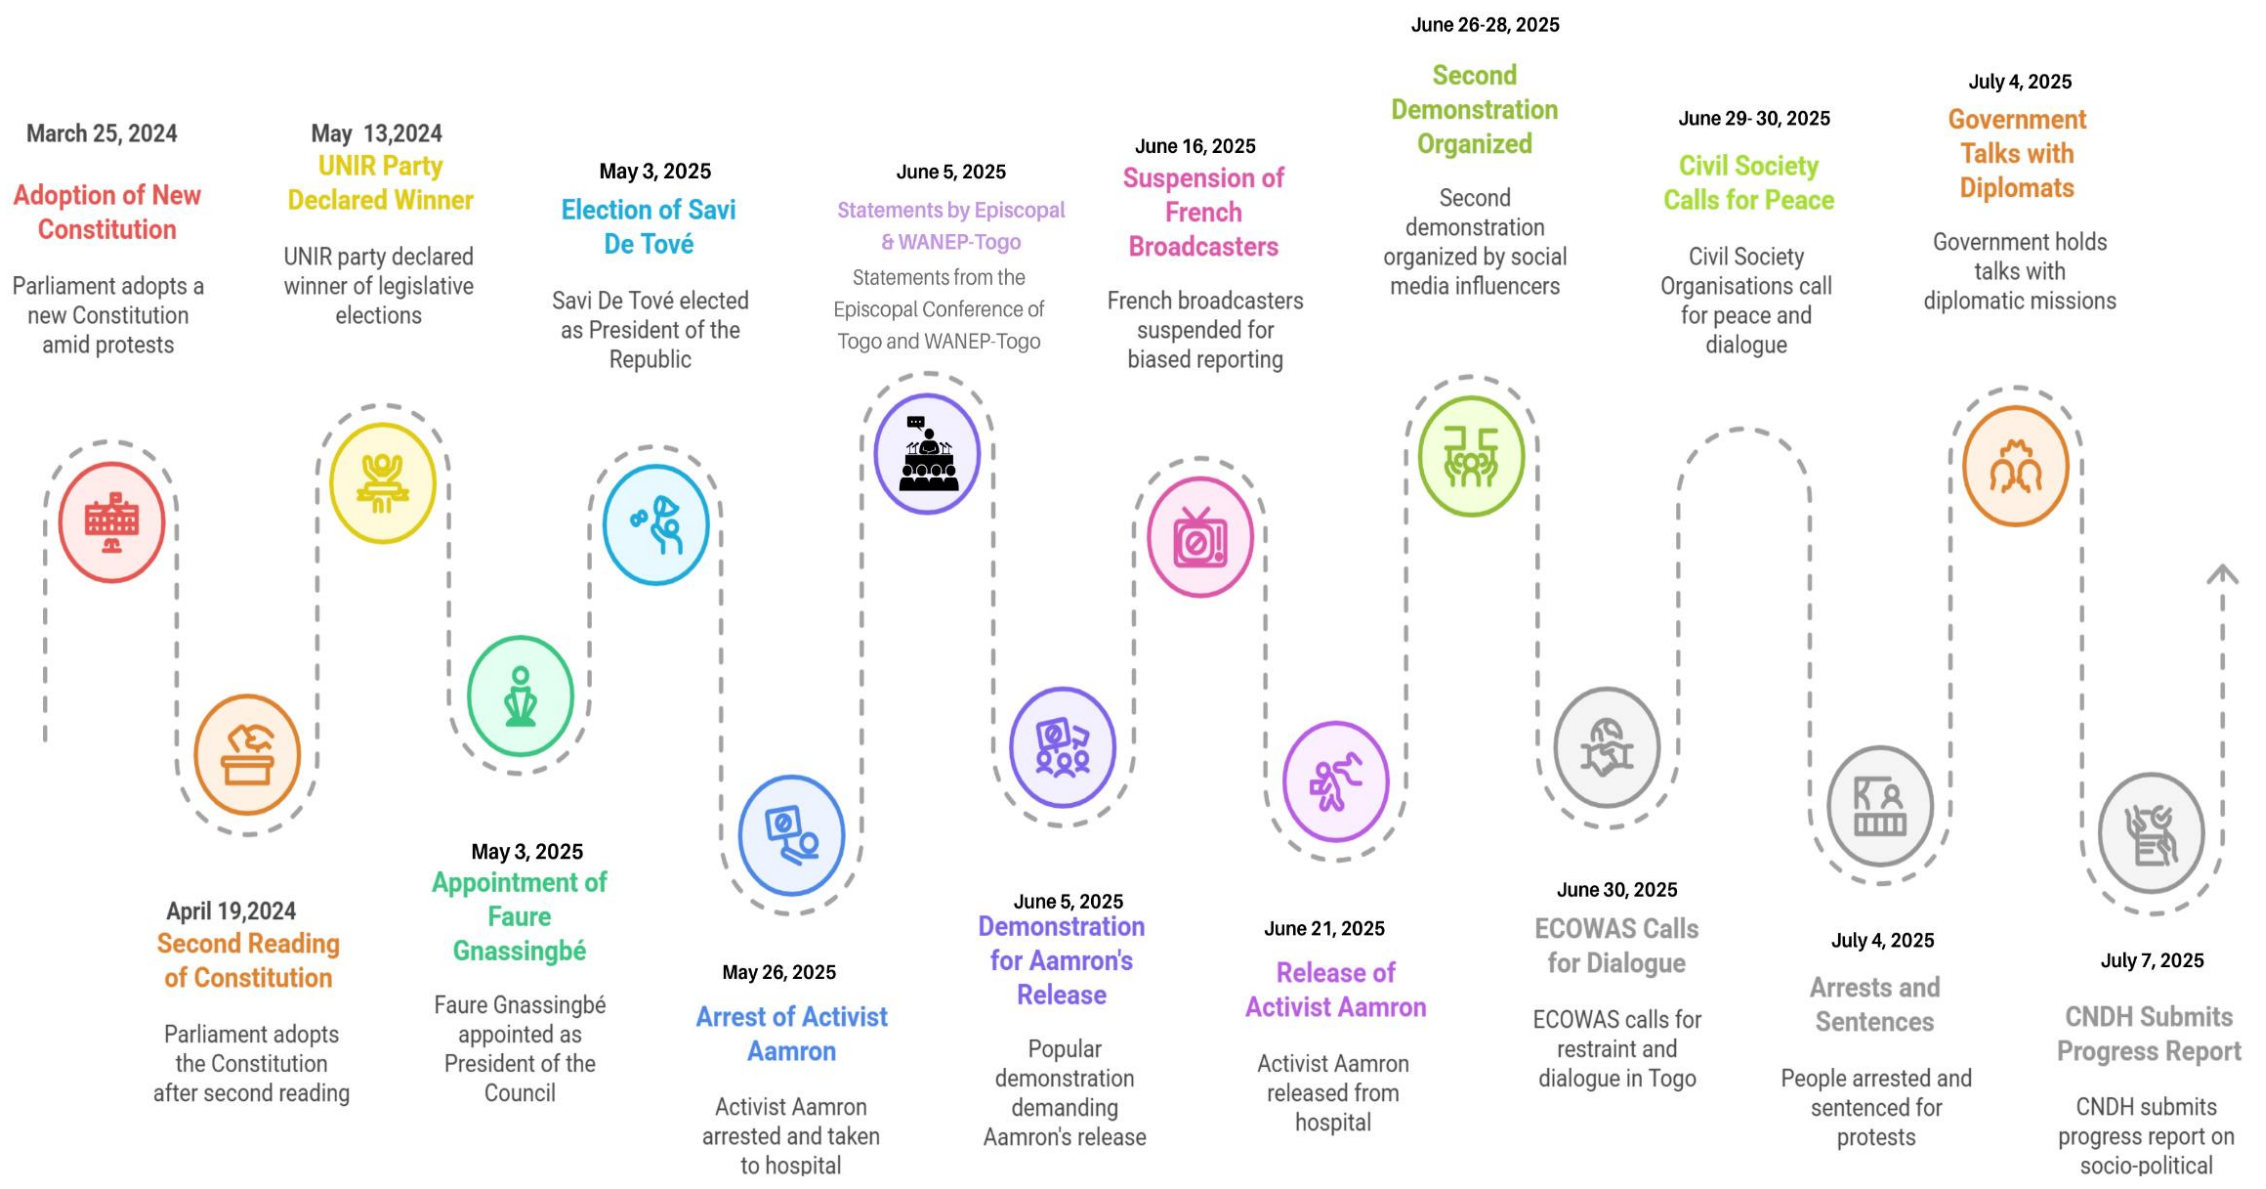 March 25, 2024
Adoption of New
Constitution
Parliament adopts a
new Constitution
amid protests
April 19,2024
Second Reading
of Constitution
Parliament adopts
the Constitution
after second reading
May 13,2024
UNIR Party
Declared Winner
UNIR party declared
winner of legislative
elections
May 3, 2025
Appointment of
Faure
Gnassingbé
Faure Gnassingbé
appointed as
President of the
Council
May 3, 2025
Election of Savi
De Tové
Savi De Tové elected
as President of the
Republic
May 26, 2025
Arrest of Activist
Aamron
Activist Aamron
arrested and taken
to hospital
June 5, 2025
Statements by Episcopal
& WANEP-Togo
Statements from the
Episcopal Conference of
Togo and WANEP-Togo
June 5, 2025
Demonstration
for Aamron's
Release
Popular
demonstration
demanding
Aamron's release
June 16, 2025
Suspension of
French
Broadcasters
French broadcasters
suspended for
biased reporting
June 21, 2025
Release of
Activist Aamron
Activist Aamron
released from
hospital
June 26-28, 2025
Second
Demonstration
Organized
Second
demonstration
organized by social
media influencers
June 30, 2025
ECOWAS Calls
for Dialogue
ECOWAS calls for
restraint and
dialogue in Togo
June 29- 30, 2025
Civil Society
Calls for Peace
Civil Society
Organisations call
for peace and
dialogue
July 4, 2025
Arrests and
Sentences
People arrested and
sentenced for
protests
July 4, 2025
Government
Talks with
Diplomats
Government holds
talks with
diplomatic missions
July 7, 2025
CNDH Submits
Progress Report
CNDH submits
progress report on
socio-political